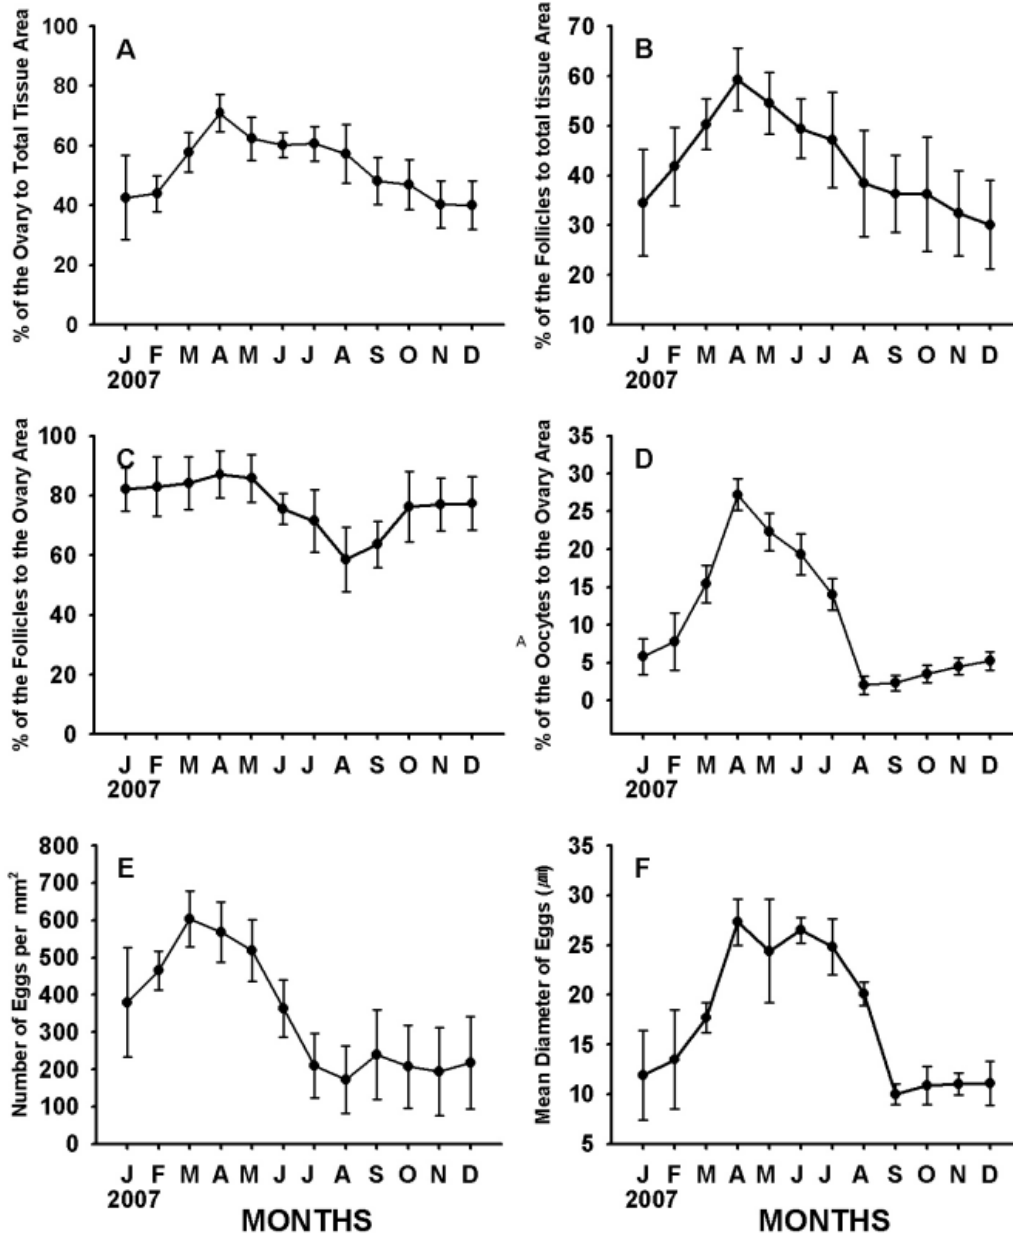 % of the Ovary to Total Tissue Area
A
100
80
60
40
20
0
J F M A M J J A S O N D
2007
% of the Follicles to total tissue Area
B
70
60
50
40
30
20
10
J F M A M J J A S O N D
2007
% of the Follicles to the Ovary Area
C
100
80
60
40
20
0
J F M A M J J A S O N D
2007
A
% of the Oocytes to the Ovary Area
D
35
30
25
20
15
10
5
0
J F M A M J J A S O N D
2007
Number of Eggs per mm²
E
800
700
600
500
400
300
200
100
0
J F M A M J J A S O N D
2007
MONTHS
Mean Diameter of Eggs (㎛)
F
35
30
25
20
15
10
5
J F M A M J J A S O N D
2007
MONTHS